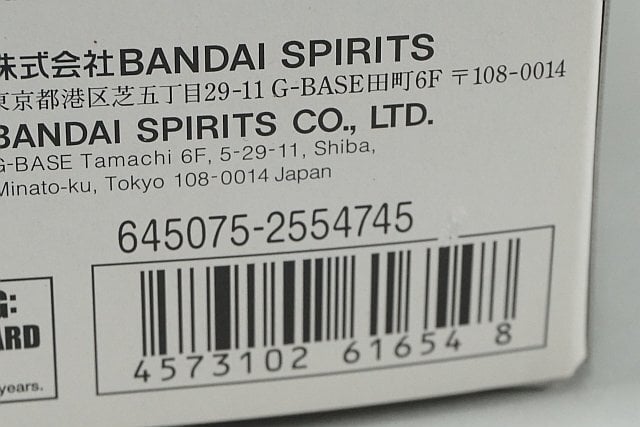 株式会社BANDAI SPIRITS
東京都港区芝五丁目29-11 G-BASE田町6F 〒108-0014
BANDAI SPIRITS CO., LTD.
G-BASE Tamachi 6F, 5-29-11, Shiba,
Minato-ku, Tokyo 108-0014 Japan
645075-2554745
4573102 61654 8
G:
ARD
years.